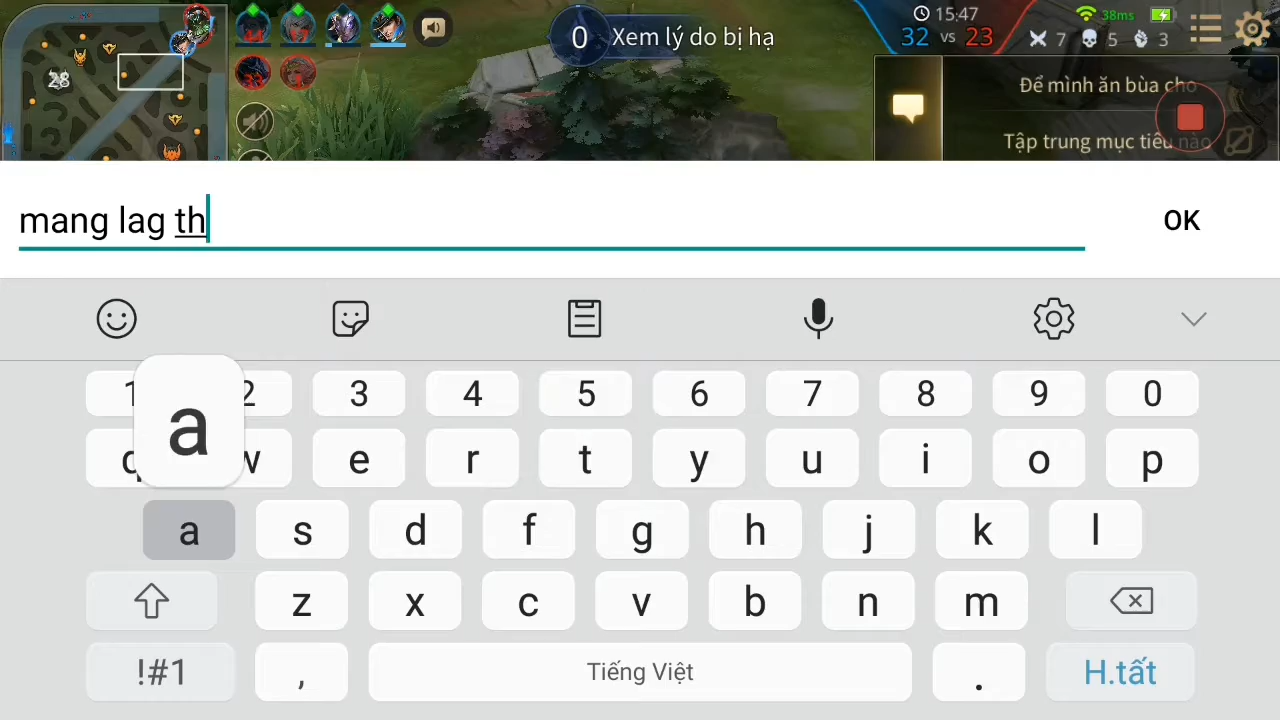 15:47
32 vs 23
38ms
7 5 3
28
0 Xem lý do bị hạ
Để mình ăn bùa cho
Tập trung mục tiêu nào
mang lag th
OK
a
1 2 3 4 5 6 7 8 9 0
q w e r t y u i o p
a s d f g h j k l
z x c v b n m
!#1 , Tiếng Việt . H.tất